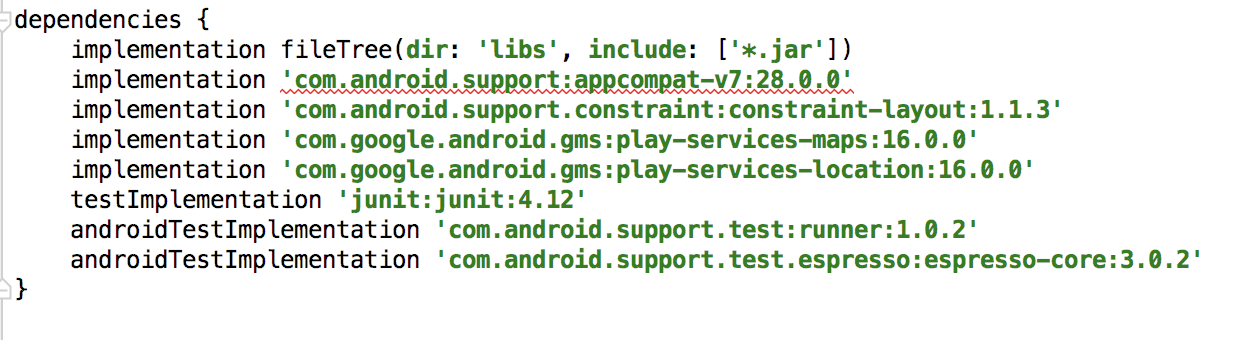 dependencies {
    implementation fileTree(dir: 'libs', include: ['*.jar'])
    implementation 'com.android.support:appcompat-v7:28.0.0'
    implementation 'com.android.support.constraint:constraint-layout:1.1.3'
    implementation 'com.google.android.gms:play-services-maps:16.0.0'
    implementation 'com.google.android.gms:play-services-location:16.0.0'
    testImplementation 'junit:junit:4.12'
    androidTestImplementation 'com.android.support.test:runner:1.0.2'
    androidTestImplementation 'com.android.support.test.espresso:espresso-core:3.0.2'
}